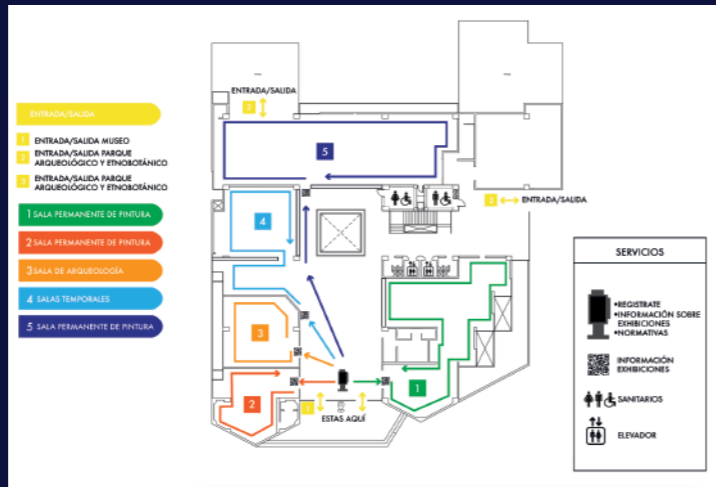 ENTRADA/SALIDA
1 ENTRADA/SALIDA MUSEO
2 ENTRADA/SALIDA PARQUE
ARQUEOLÓGICO Y ETNOBOTÁNICO
3 ENTRADA/SALIDA PARQUE
ARQUEOLÓGICO Y ETNOBOTÁNICO
1 SALA PERMANENTE DE PINTURA
2 SALA PERMANENTE DE PINTURA
3 SALA DE ARQUEOLOGÍA
4 SALAS TEMPORALES
5 SALA PERMANENTE DE PINTURA
ENTRADA/SALIDA
2
5
4
3 ENTRADA/SALIDA
3
2
1
1
ESTAS AQUÍ
SERVICIOS
•REGISTRATE
•INFORMACIÓN SOBRE
EXHIBICIONES
•NORMATIVAS
INFORMACIÓN
EXHIBICIONES
SANITARIOS
ELEVADOR